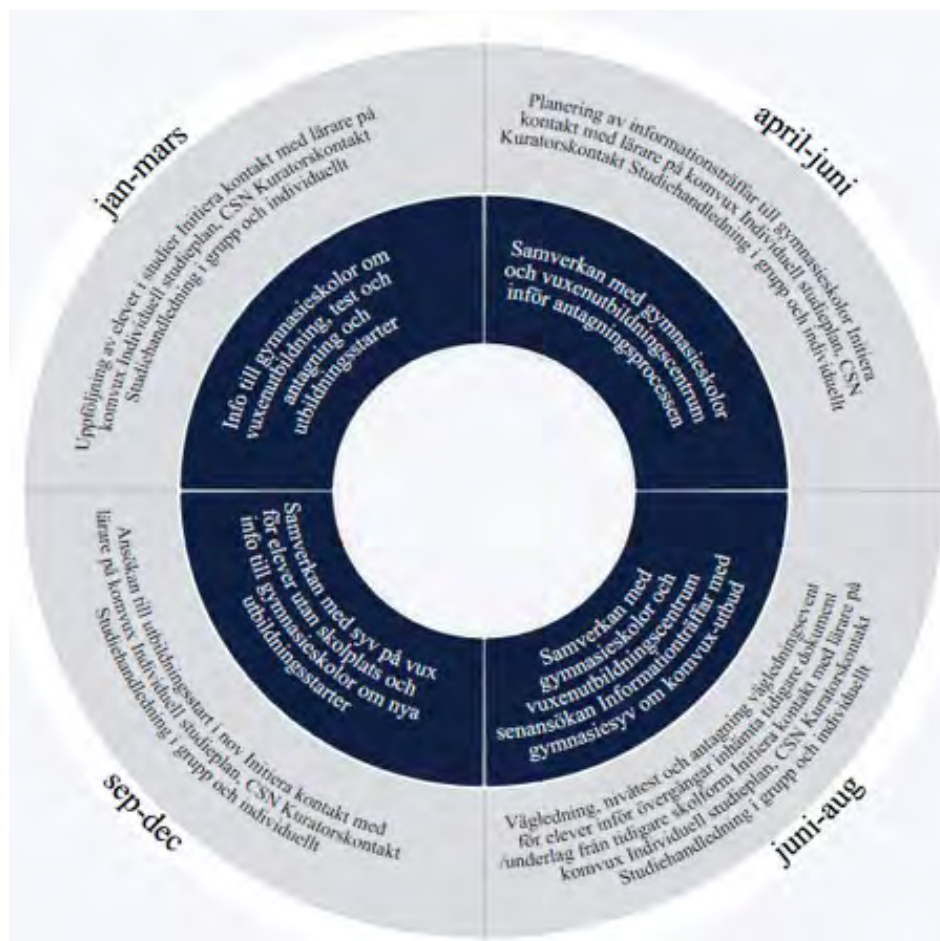 jan-mars
Uppföljning av elever i studier Initiera kontakt med lärare på
komvux Individuell studieplan, CSN Kuratorskontakt
Studiehandledning i grupp och individuellt
Info till gymnasieskolor om
vuxenutbildning, test och
antagning och
utbildningsstarter
april-juni
Planering av informationsträffar till gymnasieskolor Initiera
kontakt med lärare på komvux Individuell studieplan, CSN
Kuratorskontakt Studiehandledning i grupp och individuellt
Samverkan med gymnasieskolor
och vuxenutbildningscentrum
inför antagningsprocessen
juni-aug
Samverkan med
gymnasieskolor och
vuxenutbildningscentrum
senansökan Informationträffar med
gymnasiesyv om komvux-utbud
Vägledning, nivåtest och antagning vägledningsevent
för elever inför övergångar inhämta tidigare dokument
/underlag från tidigare skolform Initiera kontakt med lärare på
komvux Individuell studieplan, CSN Kuratorskontakt
Studiehandledning i grupp och individuellt
sep-dec
Samverkan med syv på vux
för elever utan skolplats och
info till gymnasieskolor om nya
utbildningsstarter
Ansökan till utbildningsstart i nov Initiera kontakt med
lärare på komvux Individuell studieplan, CSN Kuratorskontakt
Studiehandledning i grupp och individuellt